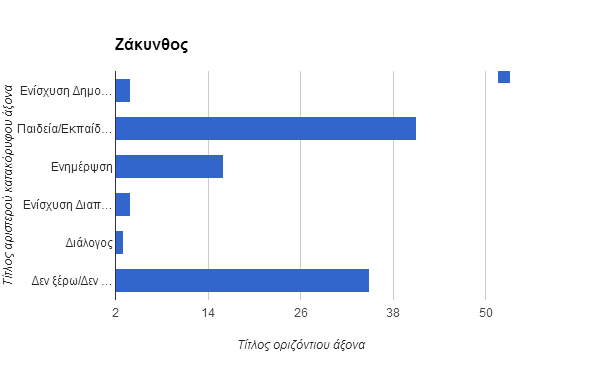 Ζάκυνθος
Τίτλος αριστερού κατακόρυφου άξονα
Ενίσχυση Δημο...
Παιδεία/Εκπαίδ...
Ενημέρψση
Ενίσχυση Διαπ...
Διάλογος
Δεν ξέρω/Δεν ...
2 14 26 38 50
Τίτλος οριζόντιου άξονα